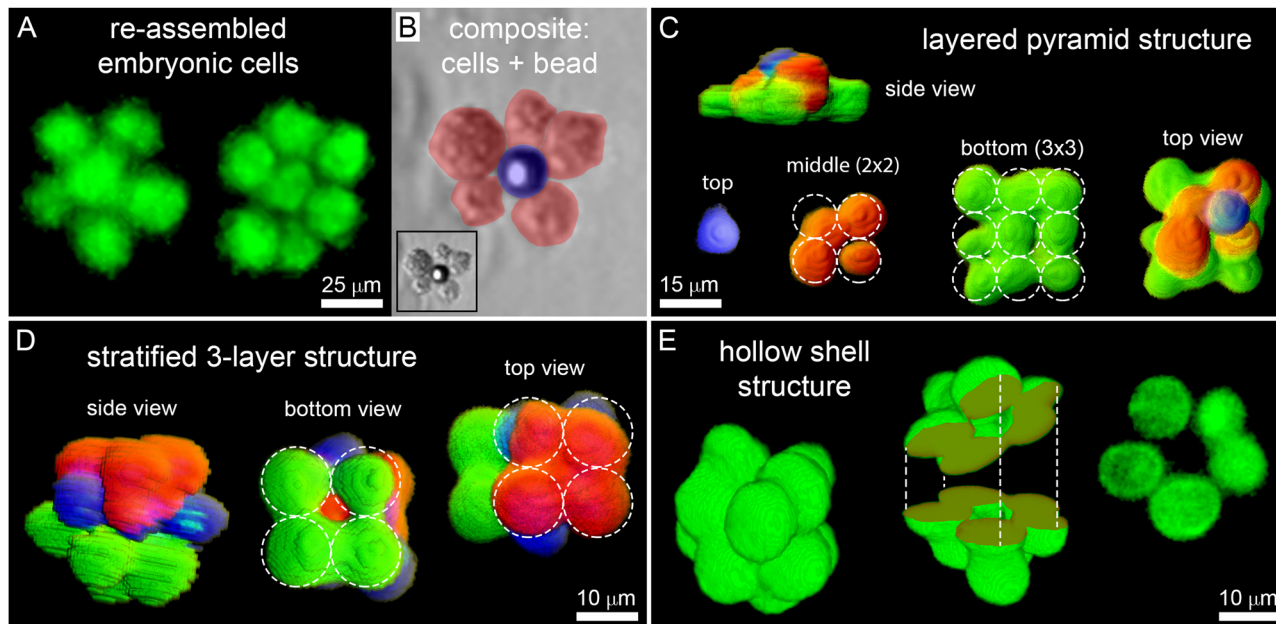 A
re-assembled
embryonic cells
25 μm
B
composite:
cells + bead
C
layered pyramid structure
side view
top
middle (2x2)
bottom (3x3)
top view
15 μm
D
stratified 3-layer structure
side view
bottom view
top view
10 μm
E
hollow shell
structure
10 μm